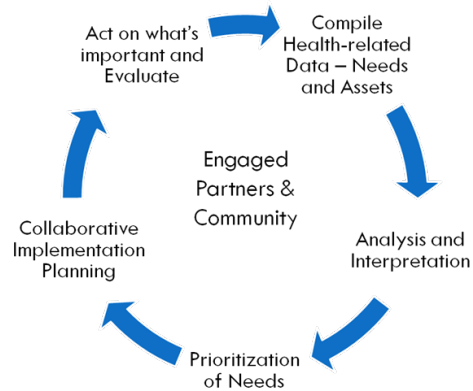 Act on what's
important and
Evaluate
Compile
Health-related
Data – Needs
and Assets
Engaged
Partners &
Community
Analysis and
Interpretation
Prioritization
of Needs
Collaborative
Implementation
Planning